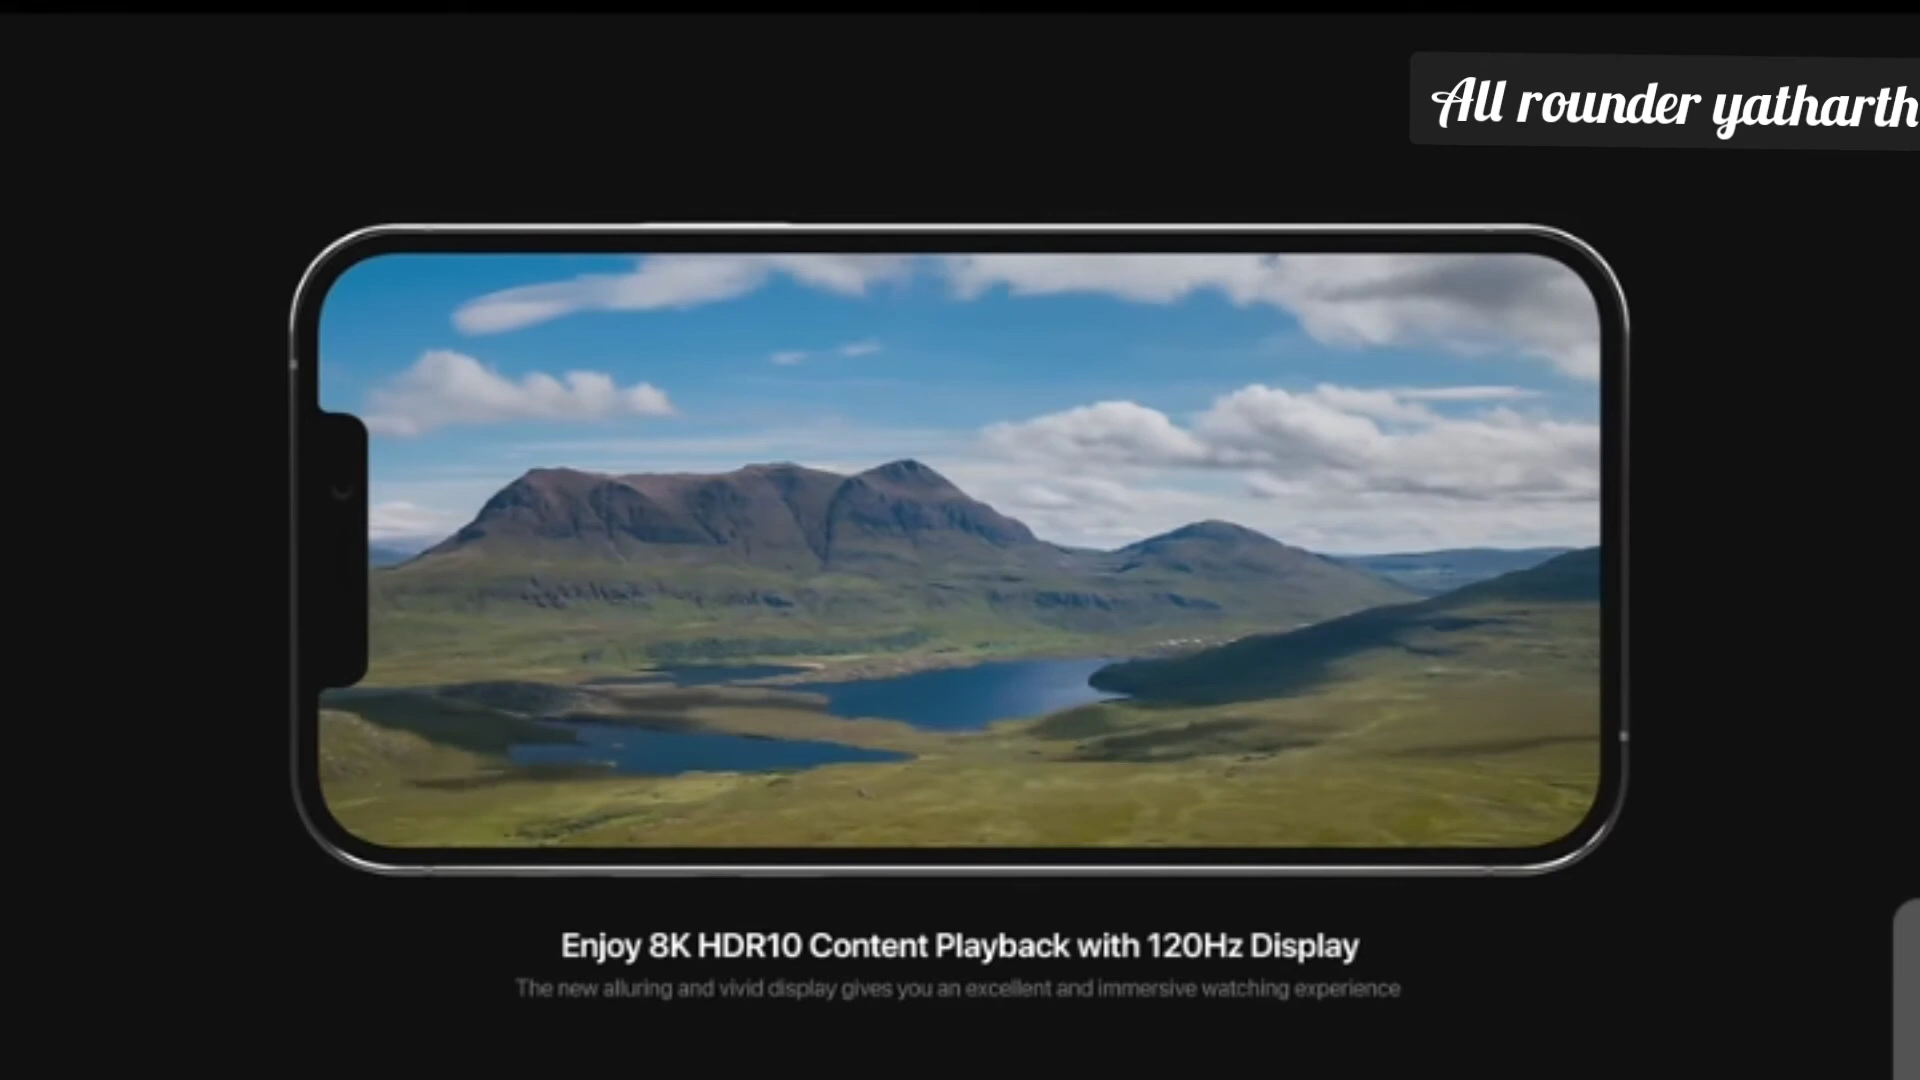 All rounder yatharth
Enjoy 8K HDR10 Content Playback with 120Hz Display
The new alluring and vivid display gives you an excellent and immersive watching experience